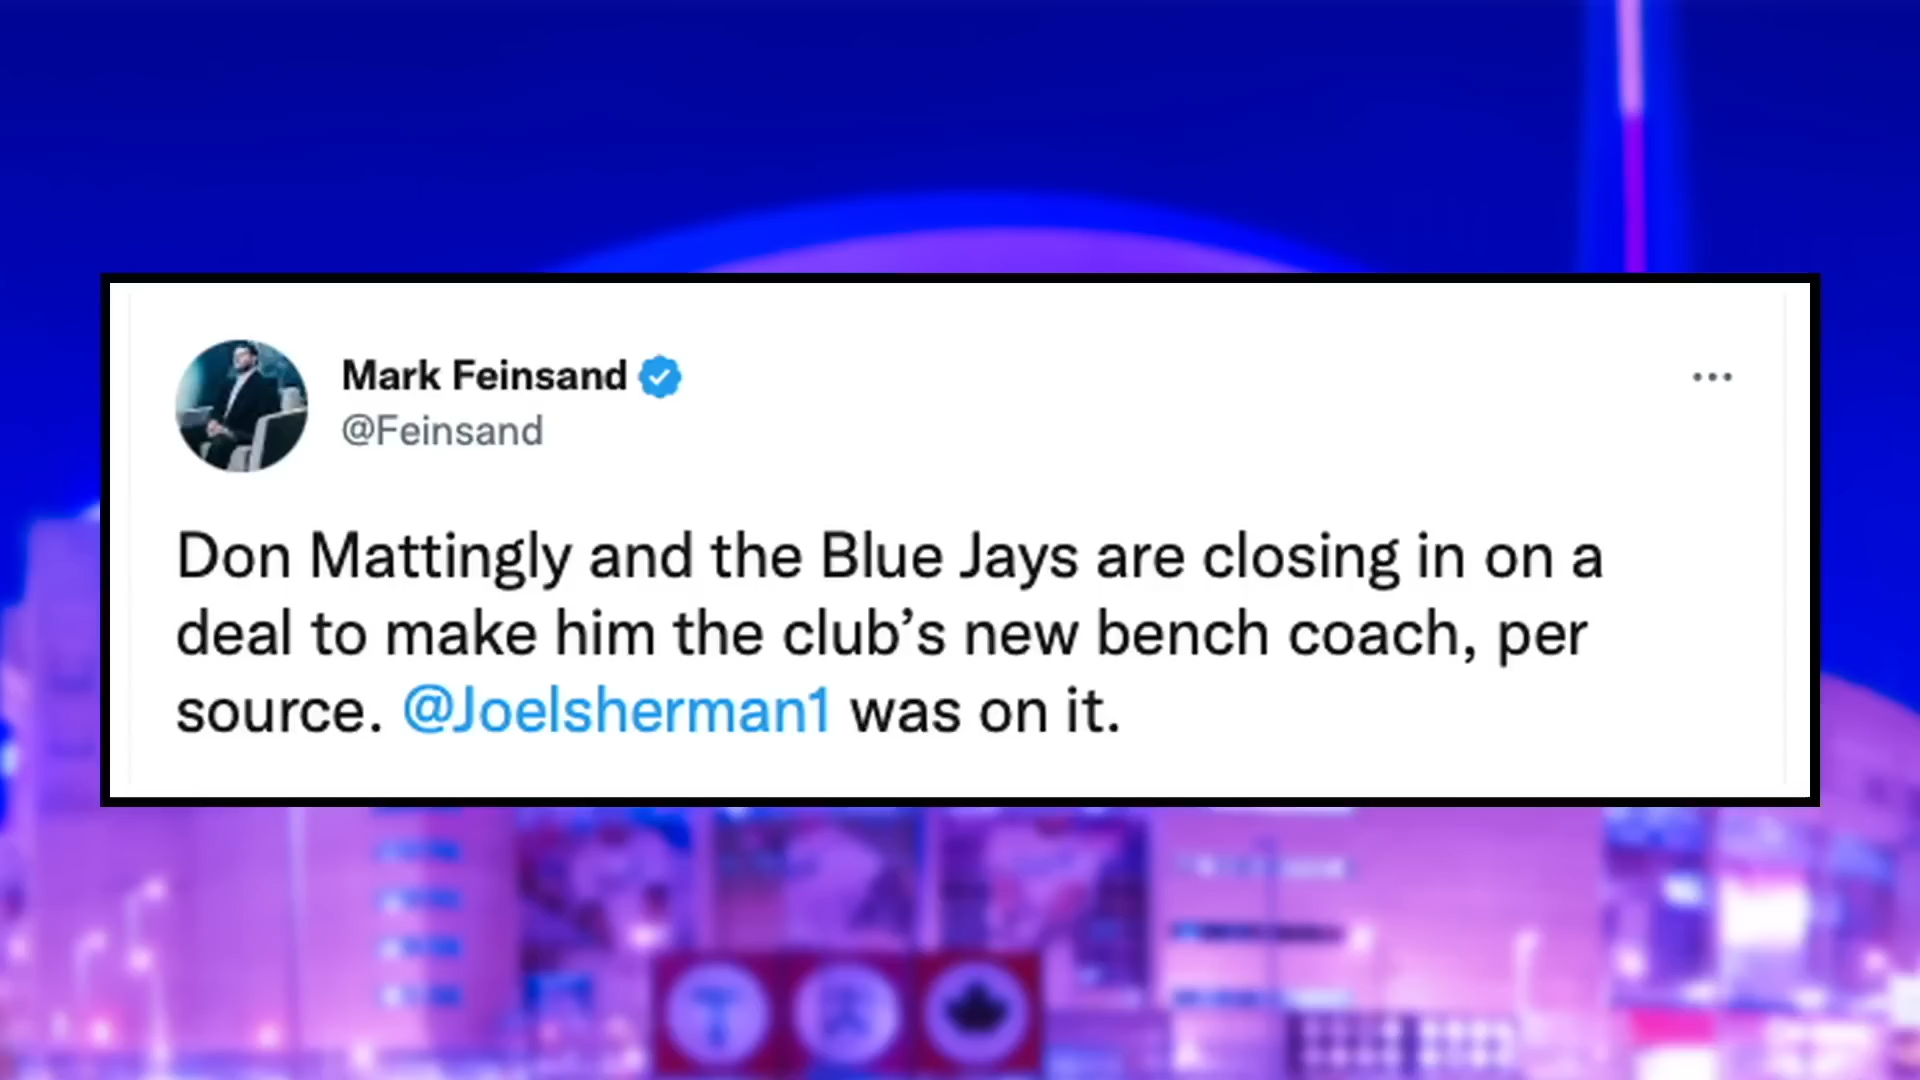 Mark Feinsand
@Feinsand
Don Mattingly and the Blue Jays are closing in on a
deal to make him the club’s new bench coach, per
source. @Joelsherman1 was on it.